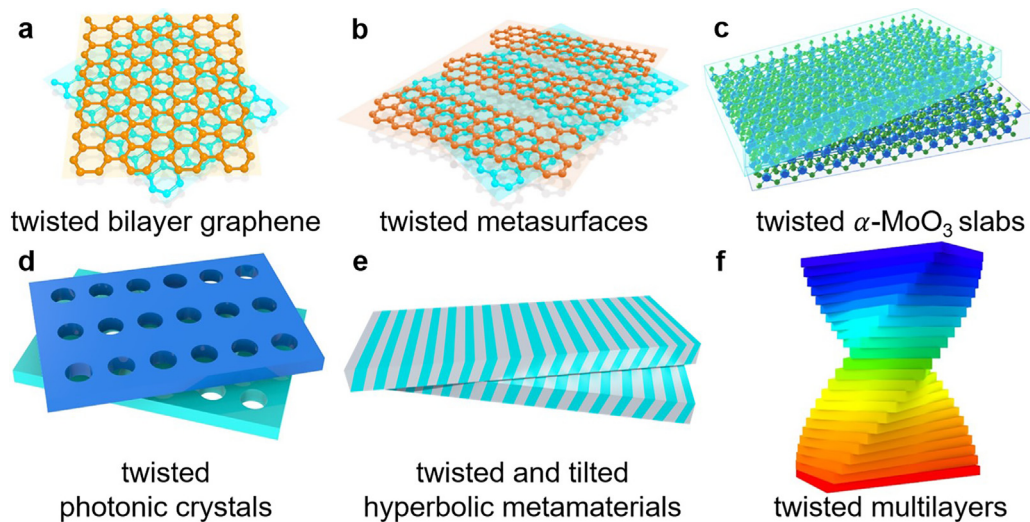 a
b
c
twisted bilayer graphene
twisted metasurfaces
twisted α-MoO₃ slabs
d
e
f
twisted
photonic crystals
twisted and tilted
hyperbolic metamaterials
twisted multilayers